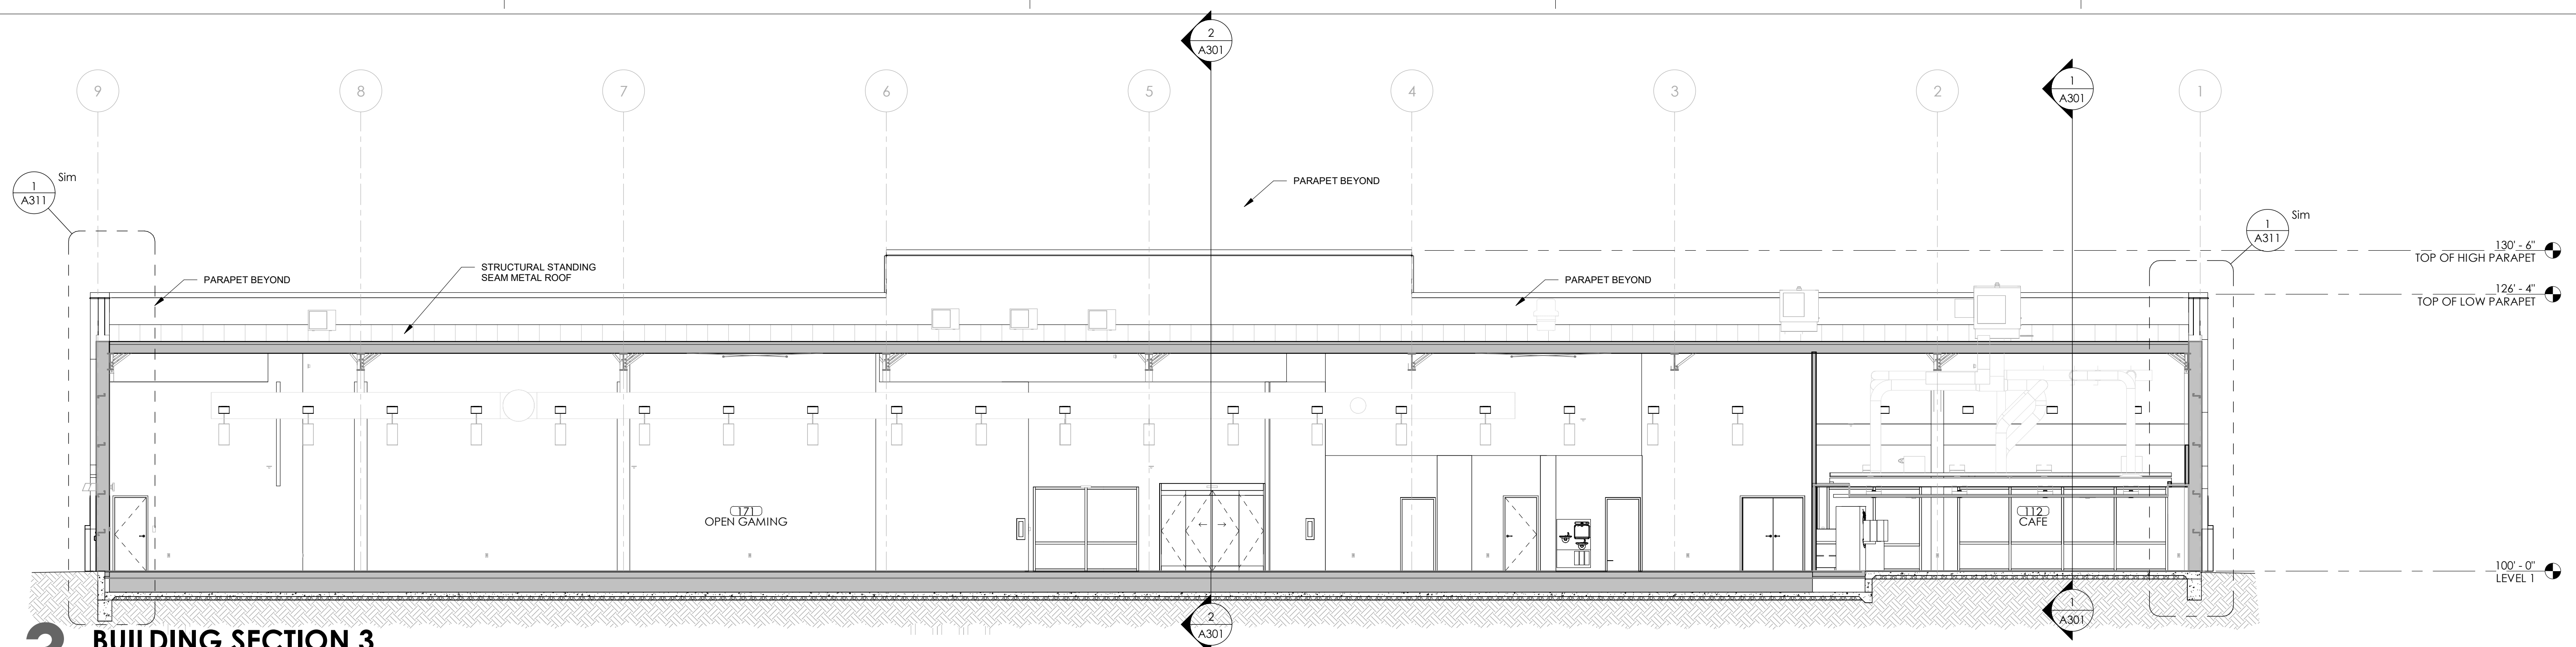 2
A301
1
A301
9
8
7
6
5
4
3
2
1
1
A311
Sim
PARAPET BEYOND
1
A311
Sim
130' - 6"
TOP OF HIGH PARAPET
PARAPET BEYOND
STRUCTURAL STANDING
SEAM METAL ROOF
PARAPET BEYOND
126' - 4"
TOP OF LOW PARAPET
171
OPEN GAMING
112
CAFE
100' - 0"
LEVEL 1
2
A301
1
A301
BUILDING SECTION 3